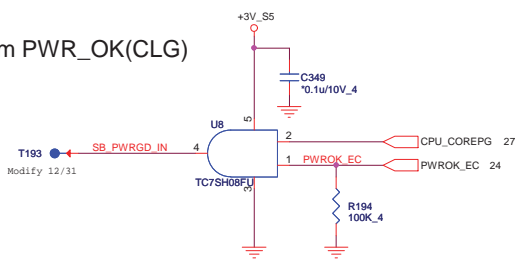 +3V_S5
m PWR_OK(CLG)
C349
*0.1u/10V_4
U8
5
2
CPU_COREPG 27
T193
SB_PWRGD_IN
4
1
PWROK_EC
PWROK_EC 24
Modify 12/31
TC7SH08FU
3
R194
100K_4